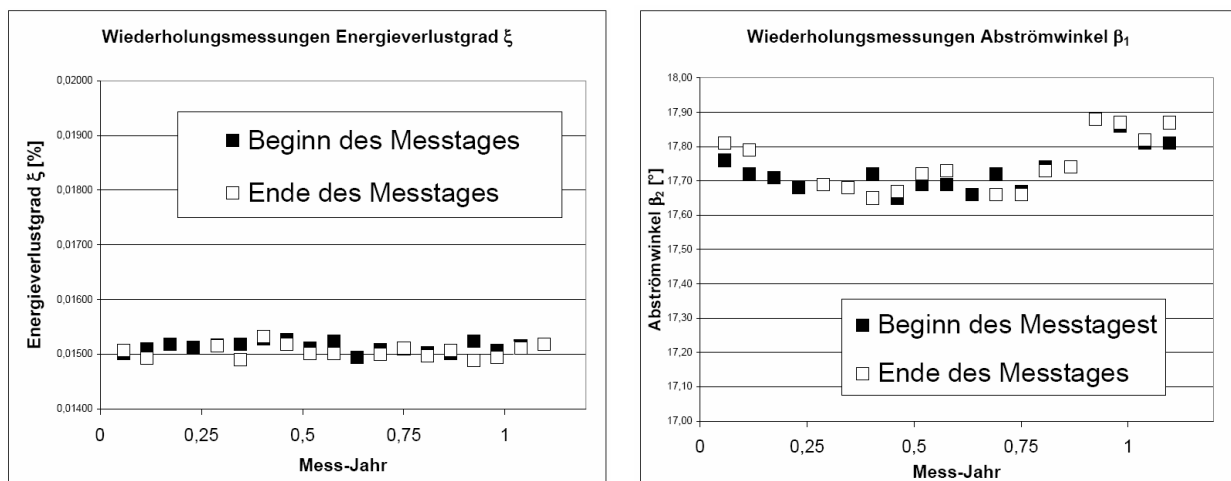 Wiederholungsmessungen Energieverlustgrad ξ
0,02000
0,01900
0,01800
0,01700
0,01600
0,01500
0,01400
Energieverlustgrad ξ [%]
Beginn des Messtages
Ende des Messtages
0 0,25 0,5 0,75 1
Mess-Jahr
Wiederholungsmessungen Abströmwinkel β₁
18,00
17,90
17,80
17,70
17,60
17,50
17,40
17,30
17,20
17,10
17,00
Abströmwinkel β₂ [°]
Beginn des Messtagest
Ende des Messtages
0 0,25 0,5 0,75 1
Mess-Jahr